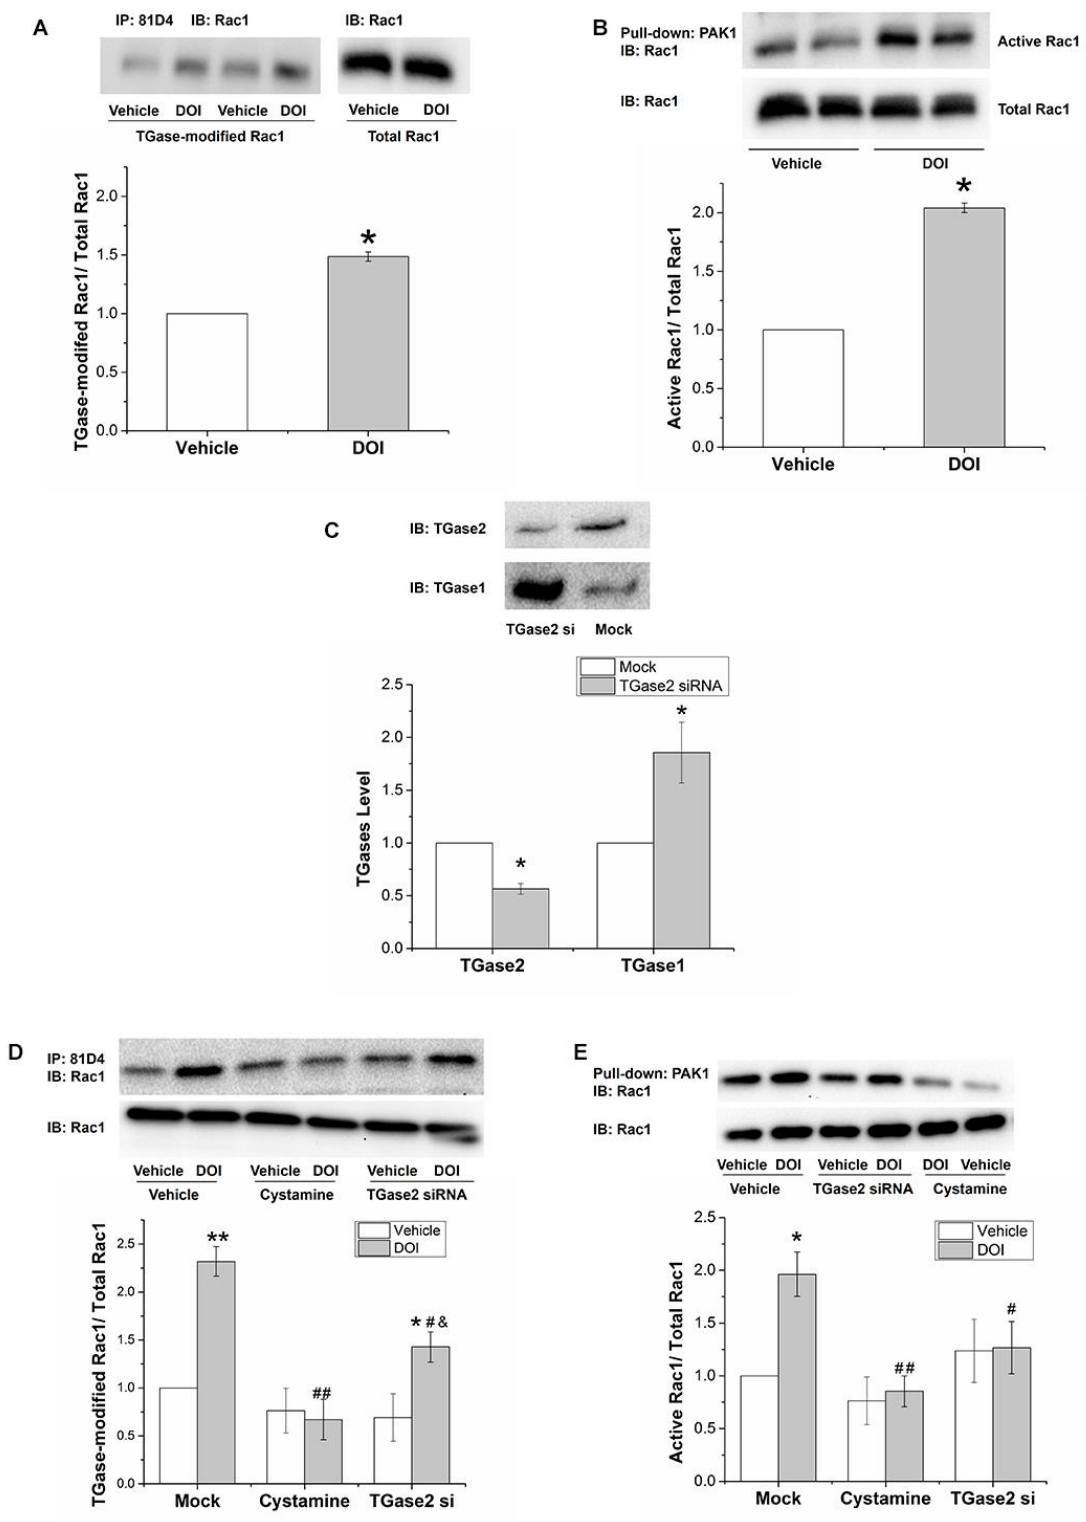 A
IP: 81D4 IB: Rac1 IB: Rac1
Vehicle DOI Vehicle DOI Vehicle DOI
TGase-modified Rac1 Total Rac1
TGase-modifed Rac1/ Total Rac1
2.0
*
1.5
1.0
0.5
0.0
Vehicle DOI
B
Pull-down: PAK1
IB: Rac1
Active Rac1
IB: Rac1
Total Rac1
Vehicle DOI
Active Rac1/ Total Rac1
*
2.0
1.5
1.0
0.5
0.0
Vehicle DOI
C
IB: TGase2
IB: TGase1
TGase2 si Mock
Mock
TGase2 siRNA
TGases Level
2.5
*
2.0
1.5
1.0
*
0.5
0.0
TGase2 TGase1
D
IP: 81D4
IB: Rac1
IB: Rac1
Vehicle DOI Vehicle DOI Vehicle DOI
Vehicle Cystamine TGase2 siRNA
Vehicle
DOI
TGase-modified Rac1/ Total Rac1
2.5
**
2.0
1.5
* # &
1.0
##
0.5
0.0
Mock Cystamine TGase2 si
E
Pull-down: PAK1
IB: Rac1
IB: Rac1
Vehicle DOI Vehicle DOI DOI Vehicle
Vehicle TGase2 siRNA Cystamine
Vehicle
DOI
Active Rac1/ Total Rac1
2.5
*
2.0
1.5
#
1.0
##
0.5
0.0
Mock Cystamine TGase2 si